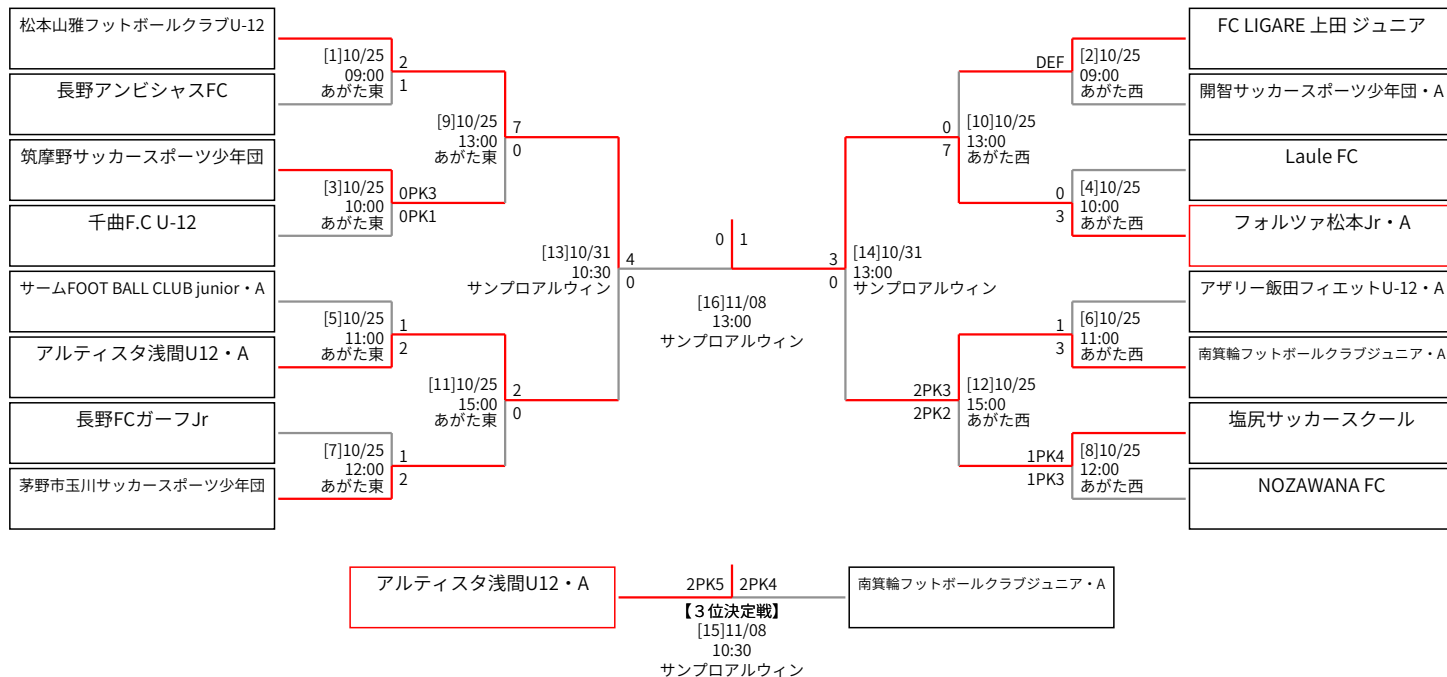 松本山雅フットボールクラブU-12
長野アンビシャスFC
筑摩野サッカースポーツ少年団
千曲F.C U-12
サームFOOT BALL CLUB junior・A
アルティスタ浅間U12・A
長野FCガーフJr
茅野市玉川サッカースポーツ少年団
[1]10/25
09:00
あがた東
2
1
[3]10/25
10:00
あがた東
0PK3
0PK1
[5]10/25
11:00
あがた東
1
2
[7]10/25
12:00
あがた東
1
2
[9]10/25
13:00
あがた東
7
0
[11]10/25
15:00
あがた東
2
0
[13]10/31
10:30
サンプロアルウィン
4
0
0 1
[16]11/08
13:00
サンプロアルウィン
3
0
[14]10/31
13:00
サンプロアルウィン
0
7
[10]10/25
13:00
あがた西
2PK3
2PK2
[12]10/25
15:00
あがた西
DEF
[2]10/25
09:00
あがた西
0
3
[4]10/25
10:00
あがた西
1
3
[6]10/25
11:00
あがた西
1PK4
1PK3
[8]10/25
12:00
あがた西
FC LIGARE 上田 ジュニア
開智サッカースポーツ少年団・A
Laule FC
フォルツァ松本Jr・A
アザリー飯田フィエットU-12・A
南箕輪フットボールクラブジュニア・A
塩尻サッカースクール
NOZAWANA FC
アルティスタ浅間U12・A
2PK5 2PK4
南箕輪フットボールクラブジュニア・A
【３位決定戦】
[15]11/08
10:30
サンプロアルウィン